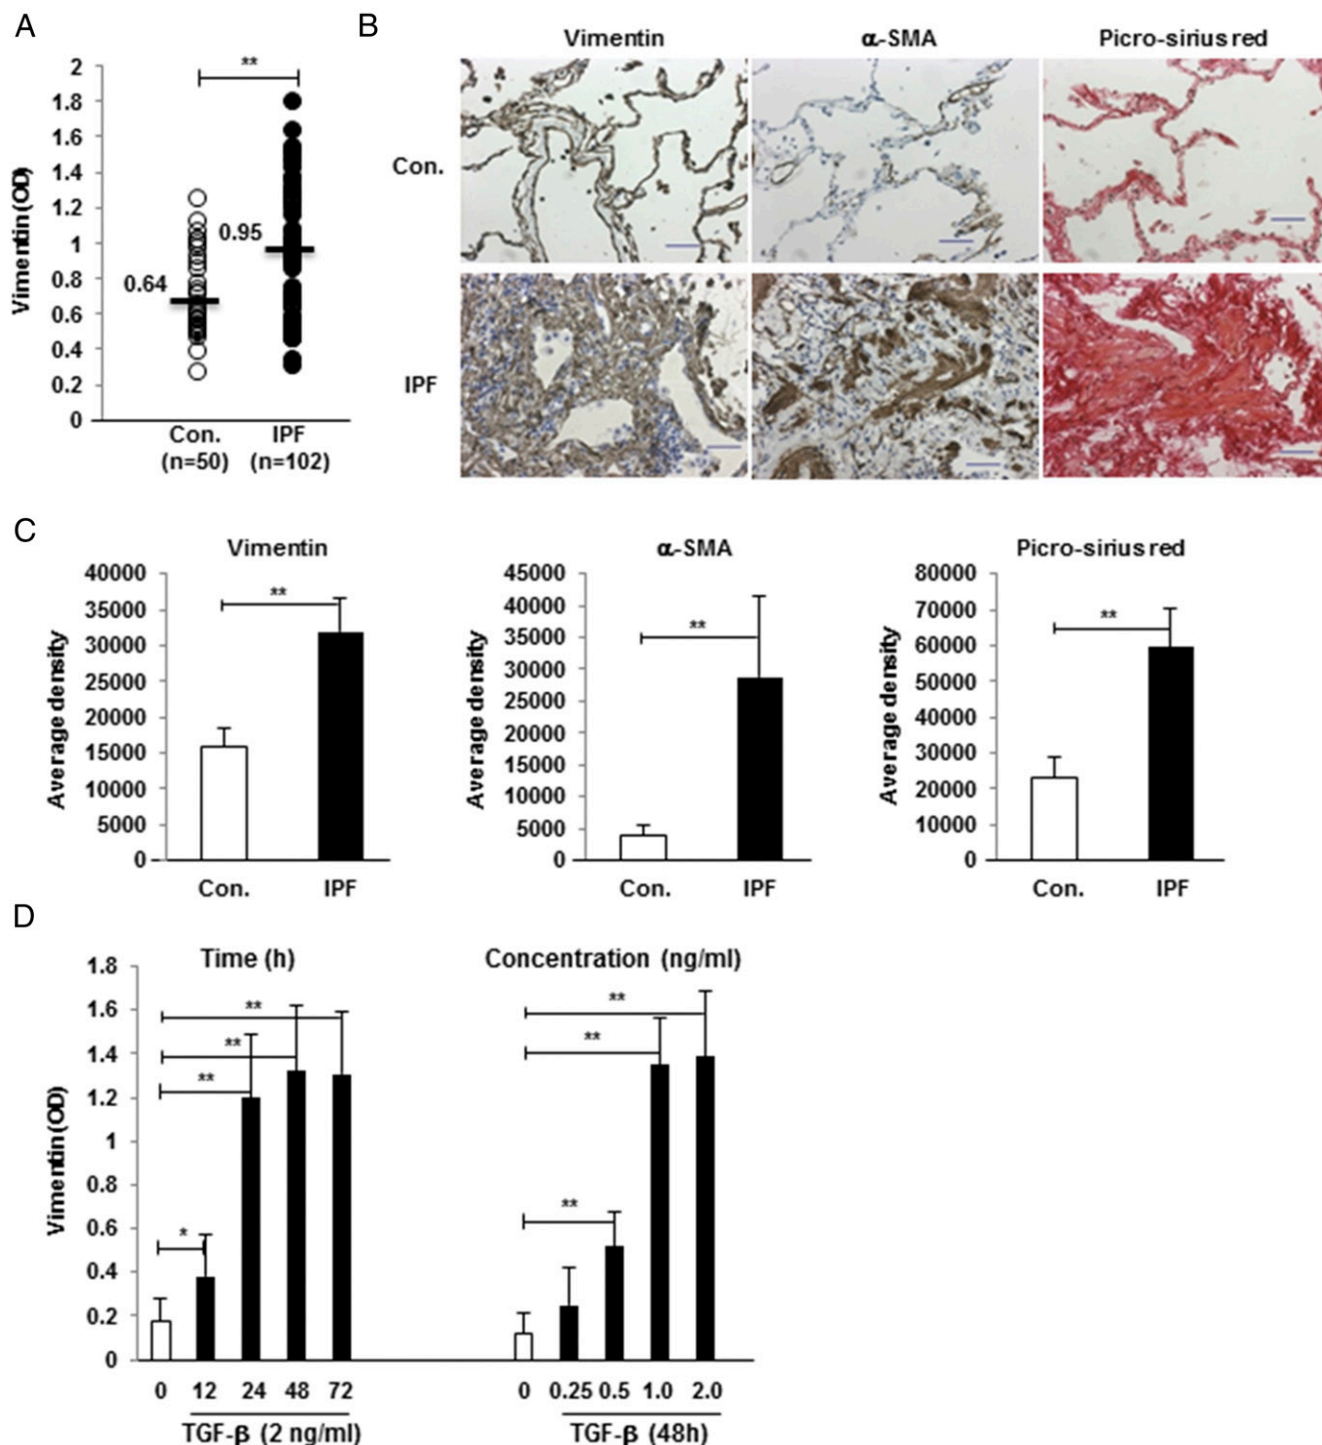 A
2
1.8
1.6
1.4
1.2
1
0.8
0.6
0.4
0.2
0
Vimentin (OD)
**
0.64
0.95
Con.
(n=50)
IPF
(n=102)
B
Vimentin
α-SMA
Picro-sirius red
Con.
IPF
C
Vimentin
40000
35000
30000
25000
20000
15000
10000
5000
0
Average density
**
Con.
IPF
α-SMA
45000
40000
35000
30000
25000
20000
15000
10000
5000
0
Average density
**
Con.
IPF
Picro-sirius red
80000
70000
60000
50000
40000
30000
20000
10000
0
Average density
**
Con.
IPF
D
1.8
1.6
1.4
1.2
1
0.8
0.6
0.4
0.2
0
Vimentin (OD)
Time (h)
**
**
**
*
0 12 24 48 72
TGF-β (2 ng/ml)
Concentration (ng/ml)
**
**
**
0 0.25 0.5 1.0 2.0
TGF-β (48h)